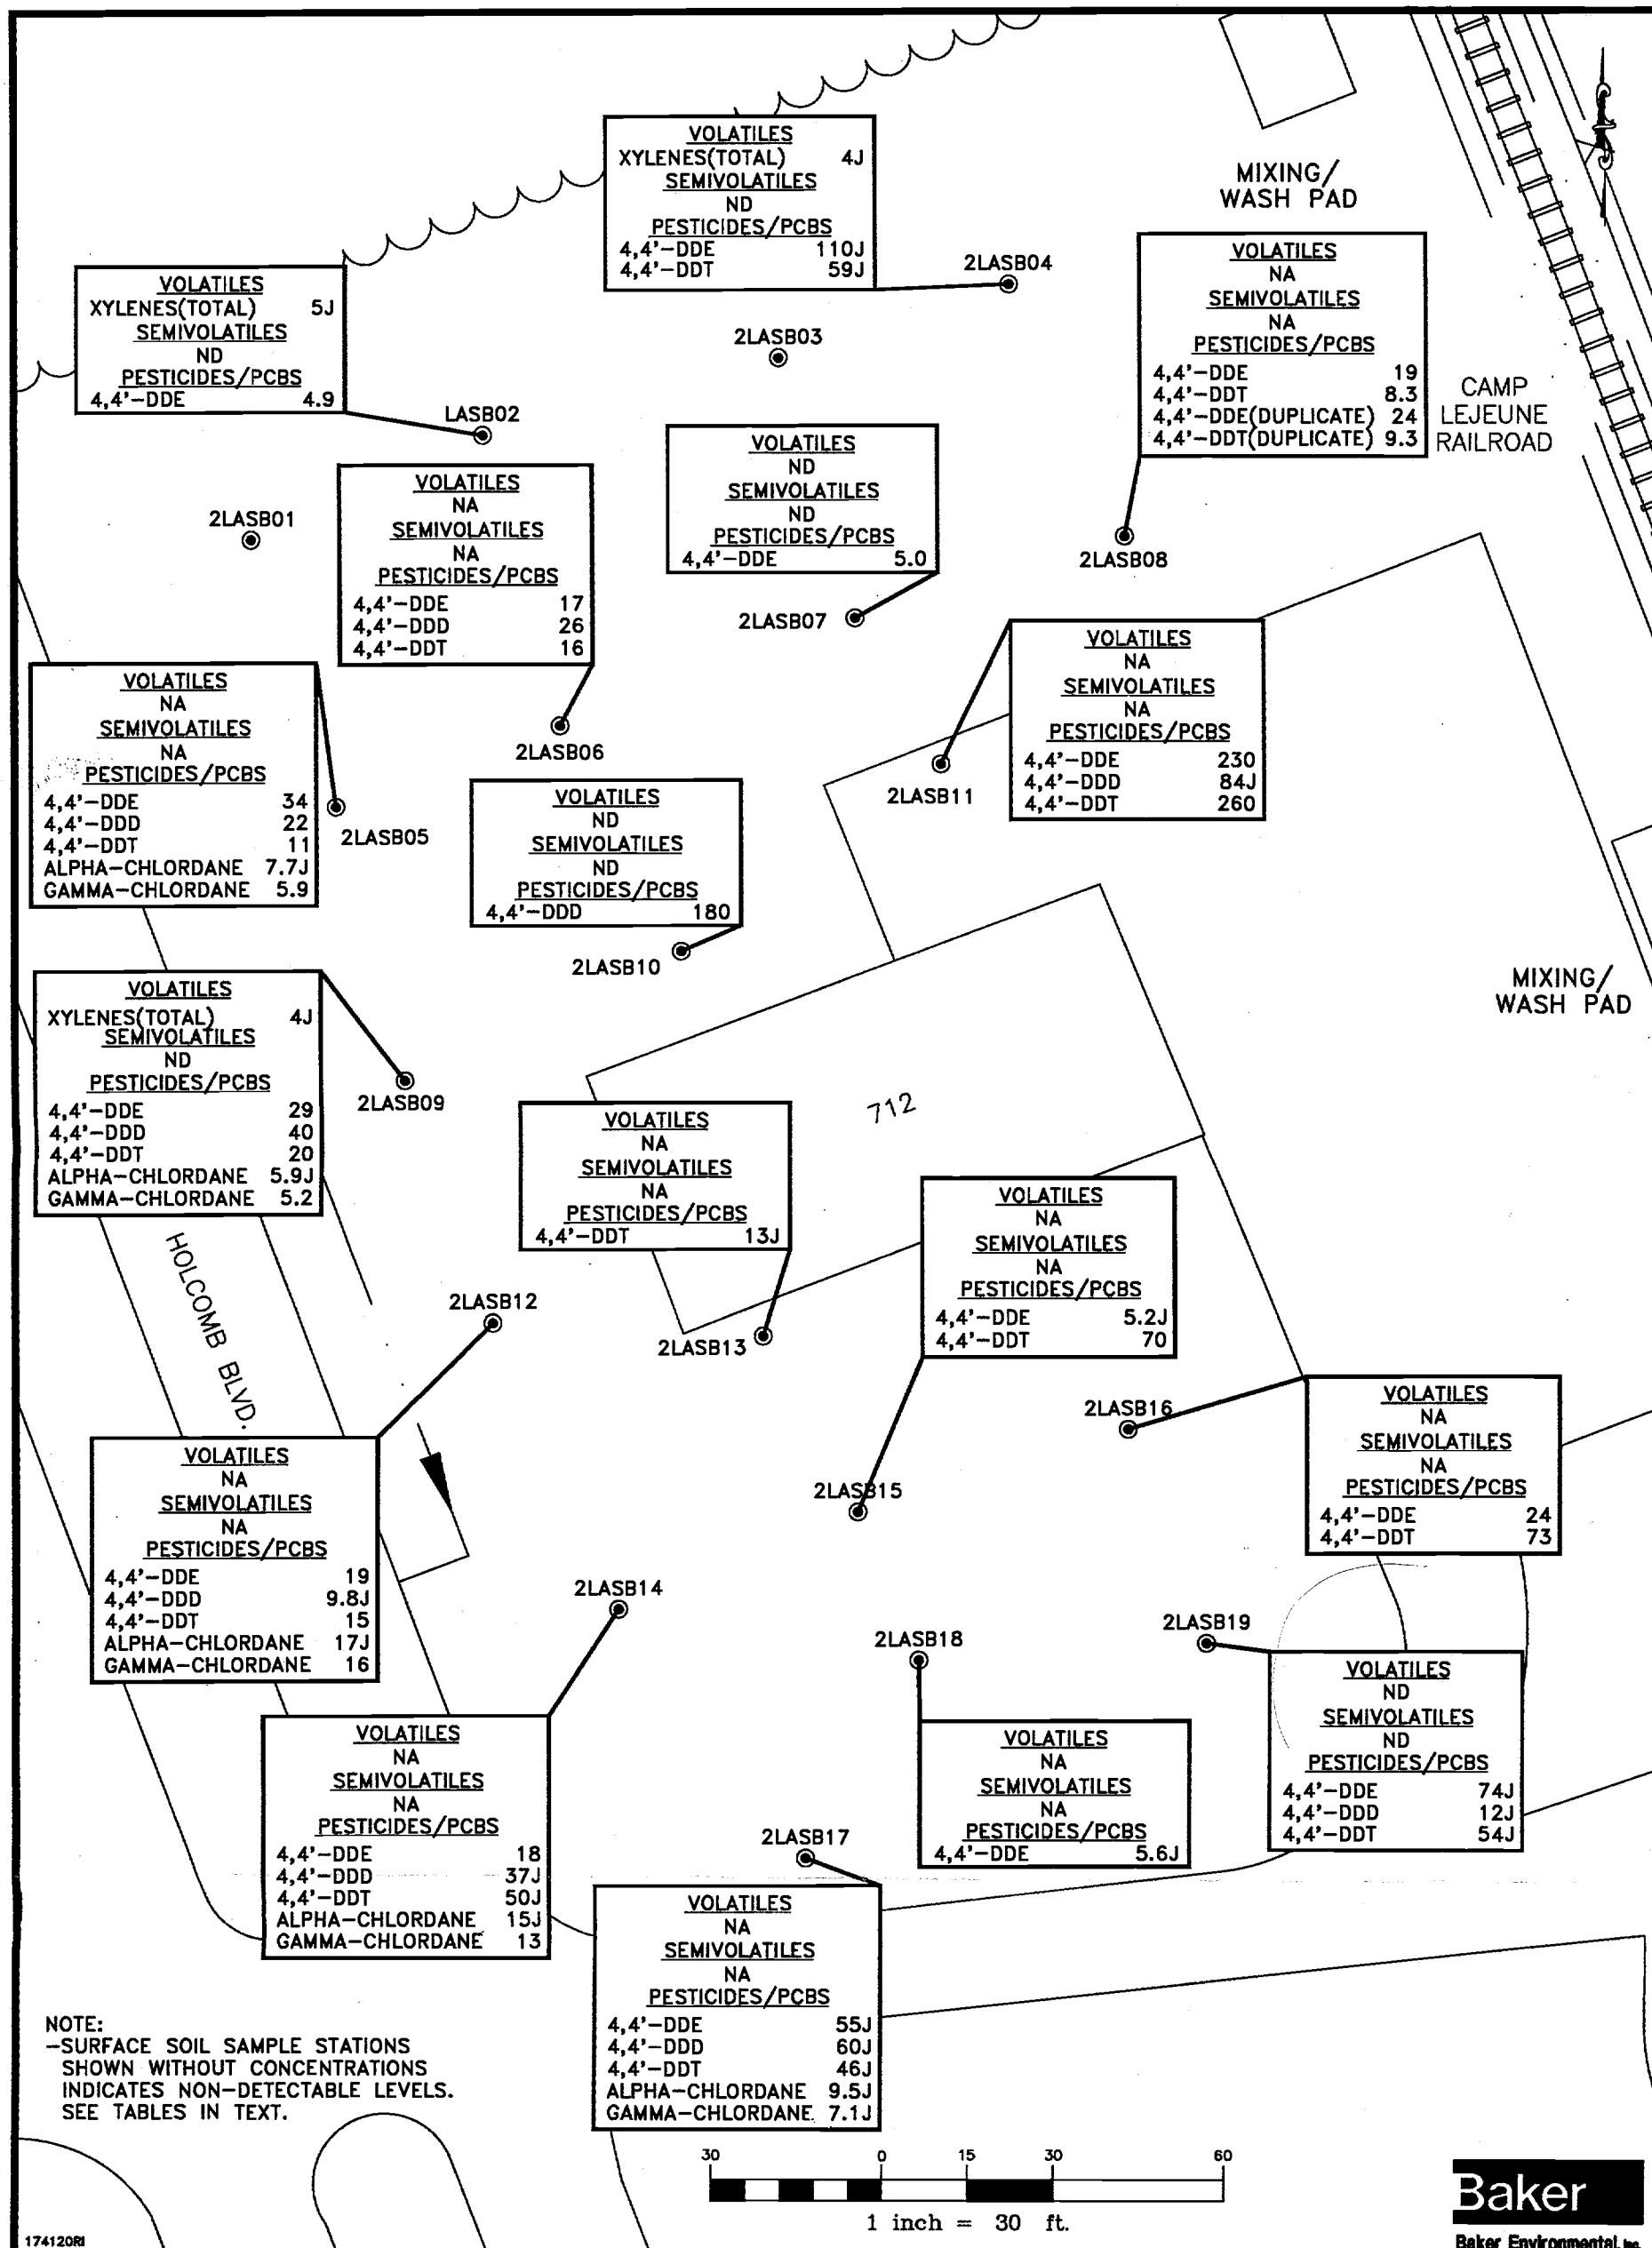 VOLATILES
XYLENES(TOTAL) 4J
SEMIVOLATILES
ND
PESTICIDES/PCBS
4,4'-DDE 110J
4,4'-DDT 59J
2LASB04
MIXING/
WASH PAD
VOLATILES
NA
SEMIVOLATILES
NA
PESTICIDES/PCBS
4,4'-DDE 19
4,4'-DDT 8.3
4,4'-DDE(DUPLICATE) 24
4,4'-DDT(DUPLICATE) 9.3
CAMP
LEJEUNE
RAILROAD
VOLATILES
XYLENES(TOTAL) 5J
SEMIVOLATILES
ND
PESTICIDES/PCBS
4,4'-DDE 4.9
LASB02
2LASB03
2LASB01
VOLATILES
NA
SEMIVOLATILES
NA
PESTICIDES/PCBS
4,4'-DDE 17
4,4'-DDD 26
4,4'-DDT 16
VOLATILES
ND
SEMIVOLATILES
ND
PESTICIDES/PCBS
4,4'-DDE 5.0
2LASB08
2LASB07
VOLATILES
NA
SEMIVOLATILES
NA
PESTICIDES/PCBS
4,4'-DDE 230
4,4'-DDD 84J
4,4'-DDT 260
2LASB06
2LASB11
VOLATILES
NA
SEMIVOLATILES
NA
PESTICIDES/PCBS
4,4'-DDE 34
4,4'-DDD 22
4,4'-DDT 11
ALPHA-CHLORDANE 7.7J
GAMMA-CHLORDANE 5.9
2LASB05
VOLATILES
ND
SEMIVOLATILES
ND
PESTICIDES/PCBS
4,4'-DDD 180
2LASB10
MIXING/
WASH PAD
VOLATILES
XYLENES(TOTAL) 4J
SEMIVOLATILES
ND
PESTICIDES/PCBS
4,4'-DDE 29
4,4'-DDD 40
4,4'-DDT 20
ALPHA-CHLORDANE 5.9J
GAMMA-CHLORDANE 5.2
2LASB09
712
VOLATILES
NA
SEMIVOLATILES
NA
PESTICIDES/PCBS
4,4'-DDT 13J
VOLATILES
NA
SEMIVOLATILES
NA
PESTICIDES/PCBS
4,4'-DDE 5.2J
4,4'-DDT 70
HOLCOMB BLVD.
2LASB12
2LASB13
2LASB16
VOLATILES
NA
SEMIVOLATILES
NA
PESTICIDES/PCBS
4,4'-DDE 24
4,4'-DDT 73
VOLATILES
NA
SEMIVOLATILES
NA
PESTICIDES/PCBS
4,4'-DDE 19
4,4'-DDD 9.8J
4,4'-DDT 15
ALPHA-CHLORDANE 17J
GAMMA-CHLORDANE 16
2LASB15
2LASB14
2LASB18
2LASB19
VOLATILES
ND
SEMIVOLATILES
ND
PESTICIDES/PCBS
4,4'-DDE 74J
4,4'-DDD 12J
4,4'-DDT 54J
VOLATILES
NA
SEMIVOLATILES
NA
PESTICIDES/PCBS
4,4'-DDE 18
4,4'-DDD 37J
4,4'-DDT 50J
ALPHA-CHLORDANE 15J
GAMMA-CHLORDANE 13
VOLATILES
NA
SEMIVOLATILES
NA
PESTICIDES/PCBS
4,4'-DDE 5.6J
2LASB17
VOLATILES
NA
SEMIVOLATILES
NA
PESTICIDES/PCBS
4,4'-DDE 55J
4,4'-DDD 60J
4,4'-DDT 46J
ALPHA-CHLORDANE 9.5J
GAMMA-CHLORDANE 7.1J
NOTE:
-SURFACE SOIL SAMPLE STATIONS
SHOWN WITHOUT CONCENTRATIONS
INDICATES NON-DETECTABLE LEVELS.
SEE TABLES IN TEXT.
30 0 15 30 60
1 inch = 30 ft.
Baker
Baker Environmental, Inc.
174120RI